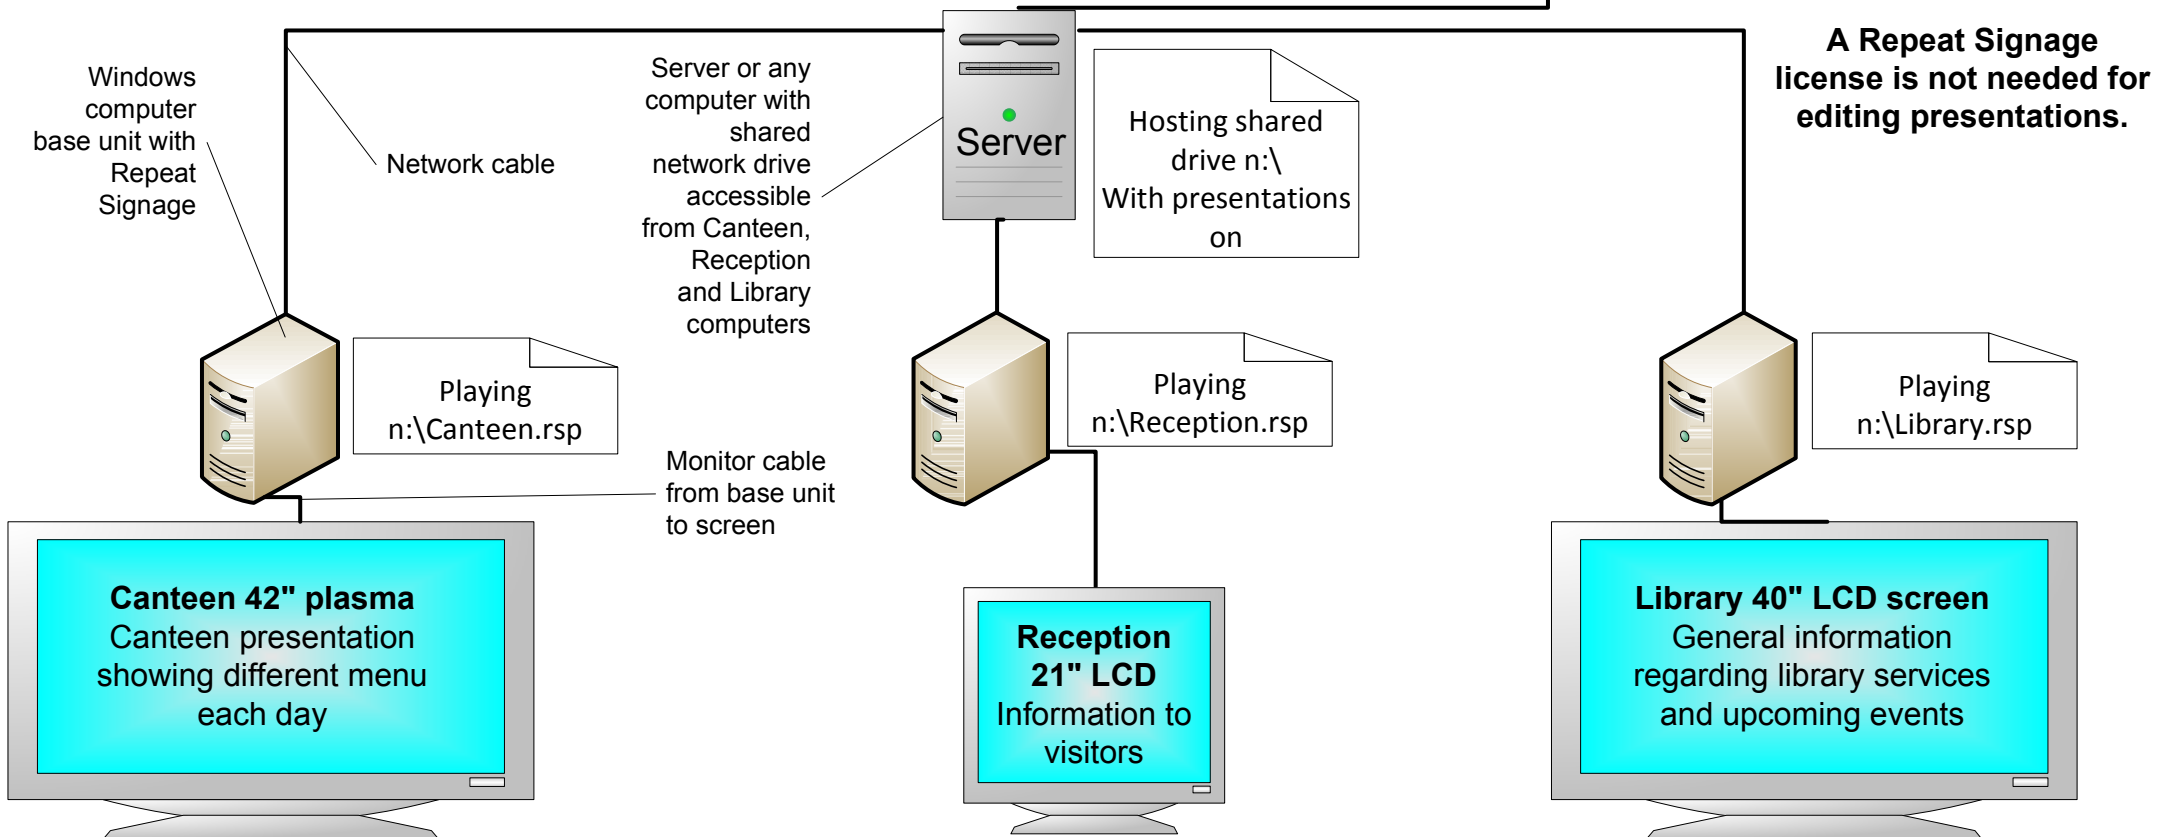 Windows
computer
base unit with
Repeat
Signage
Network cable
Server or any
computer with
shared
network drive
accessible
from Canteen,
Reception
and Library
computers
Server
Hosting shared
drive n:\
With presentations
on
A Repeat Signage
license is not needed for
editing presentations.
Playing
n:\Canteen.rsp
Playing
n:\Reception.rsp
Playing
n:\Library.rsp
Monitor cable
from base unit
to screen
Canteen 42" plasma
Canteen presentation
showing different menu
each day
Reception
21" LCD
Information to
visitors
Library 40" LCD screen
General information
regarding library services
and upcoming events